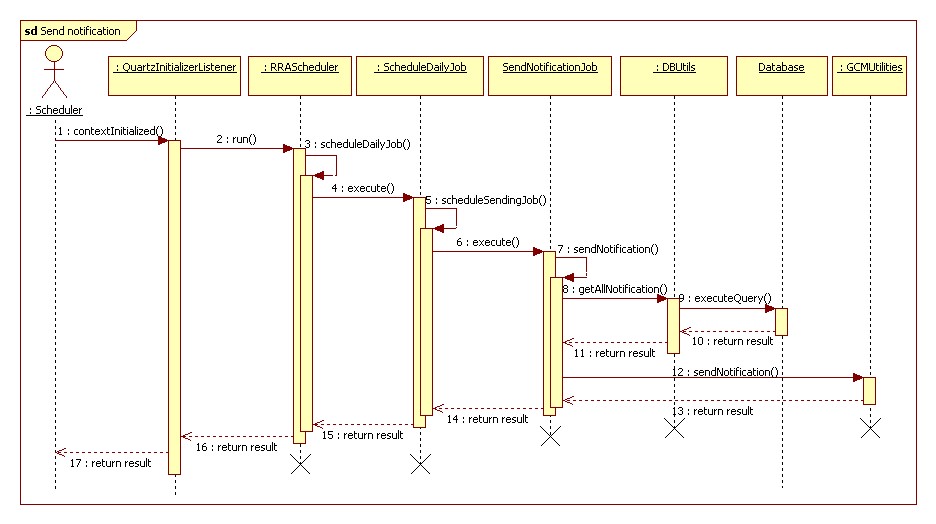 sd Send notification
: Scheduler
: QuartzInitializerListener
: RRAScheduler
: ScheduleDailyJob
SendNotificationJob
: DBUtils
Database
: GCMUtilities
1 : contextInitialized()
2 : run()
3 : scheduleDailyJob()
4 : execute()
5 : scheduleSendingJob()
6 : execute()
7 : sendNotification()
8 : getAllNotification()
9 : executeQuery()
10 : return result
11 : return result
12 : sendNotification()
13 : return result
14 : return result
15 : return result
16 : return result
17 : return result